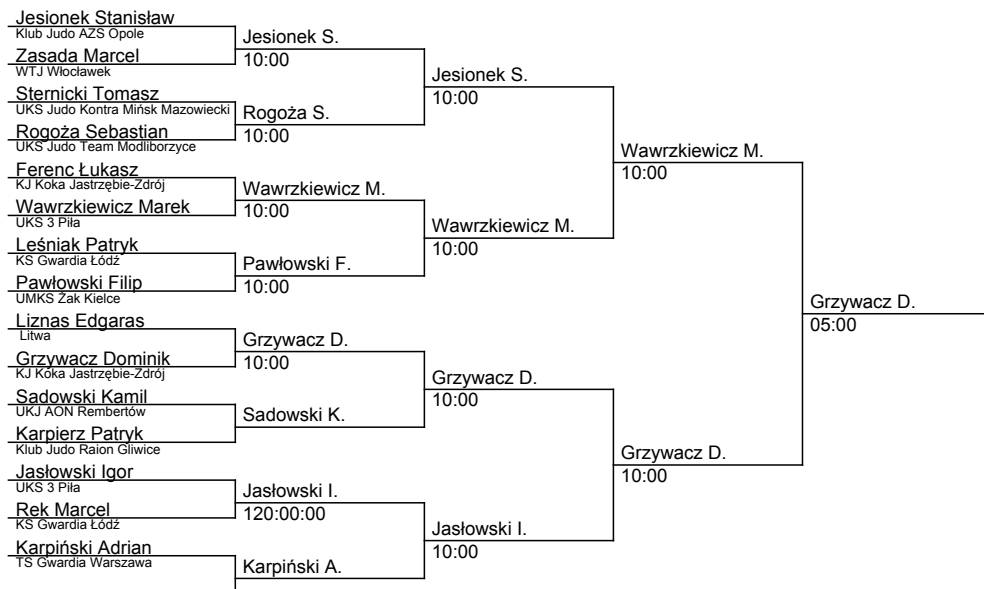 Jesionek Stanisław
Klub Judo AZS Opole
Zasada Marcel
WTJ Włocławek
Sternicki Tomasz
UKS Judo Kontra Mińsk Mazowiecki
Rogoża Sebastian
UKS Judo Team Modliborzyce
Ferenc Łukasz
KJ Koka Jastrzębie-Zdrój
Wawrzkiewicz Marek
UKS 3 Piła
Leśniak Patryk
KS Gwardia Łódź
Pawłowski Filip
UMKS Żak Kielce
Liznas Edgaras
Litwa
Grzywacz Dominik
KJ Koka Jastrzębie-Zdrój
Sadowski Kamil
UKJ AON Rembertów
Karpierz Patryk
Klub Judo Raion Gliwice
Jasłowski Igor
UKS 3 Piła
Rek Marcel
KS Gwardia Łódź
Karpiński Adrian
TS Gwardia Warszawa
Jesionek S.
10:00
Rogoża S.
10:00
Wawrzkiewicz M.
10:00
Pawłowski F.
10:00
Grzywacz D.
10:00
Sadowski K.
Jasłowski I.
120:00:00
Karpiński A.
Jesionek S.
10:00
Wawrzkiewicz M.
10:00
Grzywacz D.
10:00
Jasłowski I.
10:00
Wawrzkiewicz M.
10:00
Grzywacz D.
10:00
Grzywacz D.
05:00